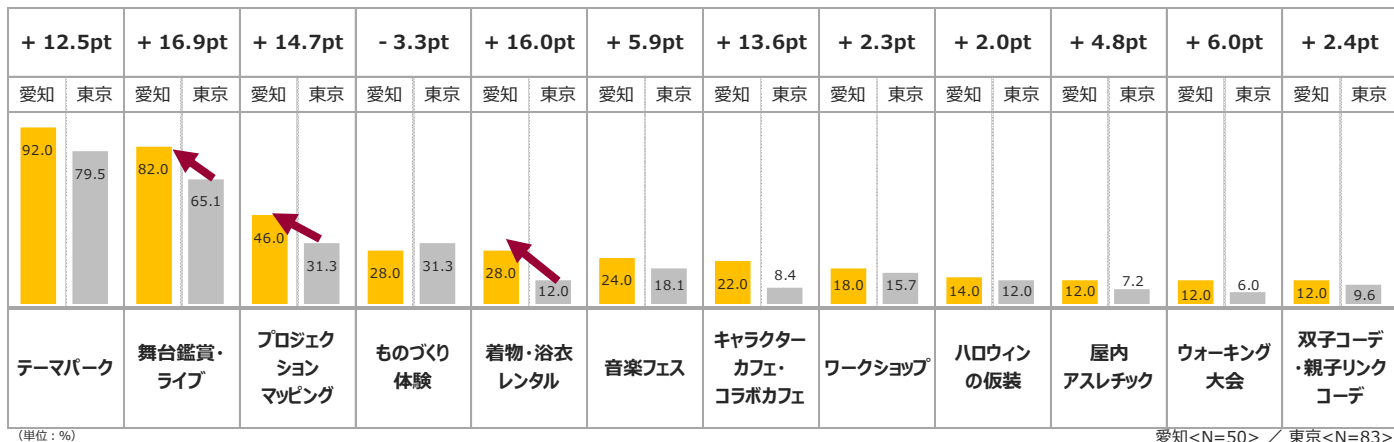 + 12.5pt + 16.9pt + 14.7pt - 3.3pt + 16.0pt + 5.9pt + 13.6pt + 2.3pt + 2.0pt + 4.8pt + 6.0pt + 2.4pt
愛知 東京 愛知 東京 愛知 東京 愛知 東京 愛知 東京 愛知 東京 愛知 東京 愛知 東京 愛知 東京 愛知 東京 愛知 東京 愛知 東京
92.0 79.5 82.0 65.1 46.0 31.3 28.0 31.3 28.0 12.0 24.0 18.1 22.0 8.4 18.0 15.7 14.0 12.0 12.0 7.2 12.0 6.0 12.0 9.6
テーマパーク
舞台鑑賞・
ライブ
プロジェク
ション
マッピング
ものづくり
体験
着物・浴衣
レンタル
音楽フェス
キャラクター
カフェ・
コラボカフェ
ワークショップ
ハロウィン
の仮装
屋内
アスレチック
ウォーキング
大会
双子コーデ
・親子リンク
コーデ
(単位:%)
愛知<N=50> / 東京<N=83>